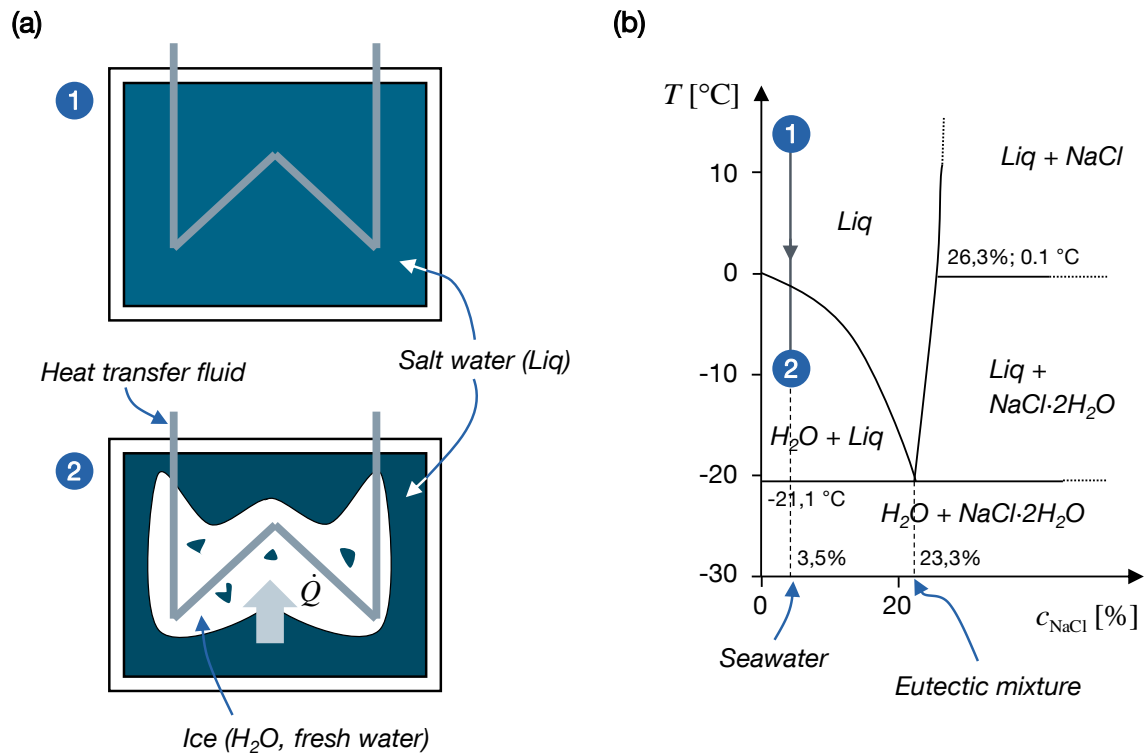 (a)
1
Salt water (Liq)
Heat transfer fluid
2
Q̇
Ice (H₂O, fresh water)
(b)
T [°C]
1
10
Liq
Liq + NaCl
0
26,3%; 0.1 °C
2
-10
Liq +
NaCl·2H₂O
H₂O + Liq
-20
-21,1 °C
H₂O + NaCl·2H₂O
3,5%
23,3%
-30
0
20
c_NaCl [%]
Seawater
Eutectic mixture